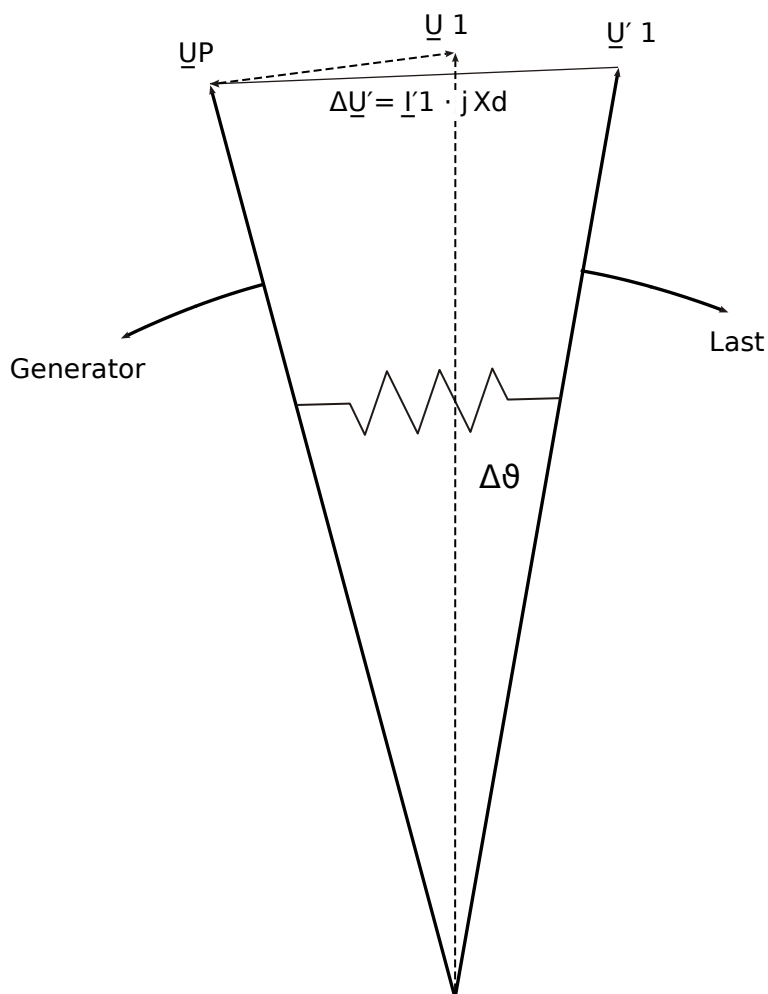 U̲ 1
U̲′ 1
U̲P
ΔU̲′= I̲′1 · j Xd
Last
Generator
Δϑ